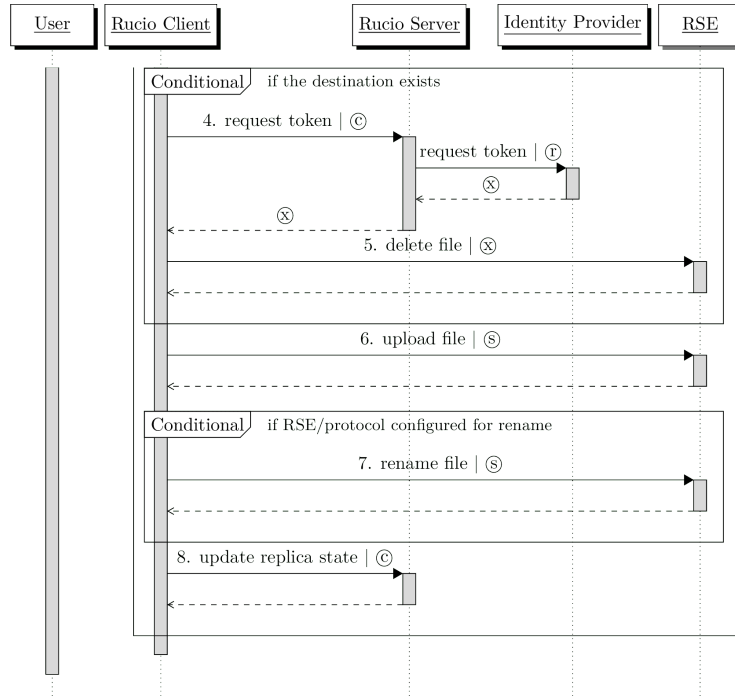 User Rucio Client Rucio Server Identity Provider RSE
Conditional if the destination exists
4. request token | ⓒ
request token | ⓡ
ⓧ
ⓧ
5. delete file | ⓧ
6. upload file | ⓢ
Conditional if RSE/protocol configured for rename
7. rename file | ⓢ
8. update replica state | ⓒ